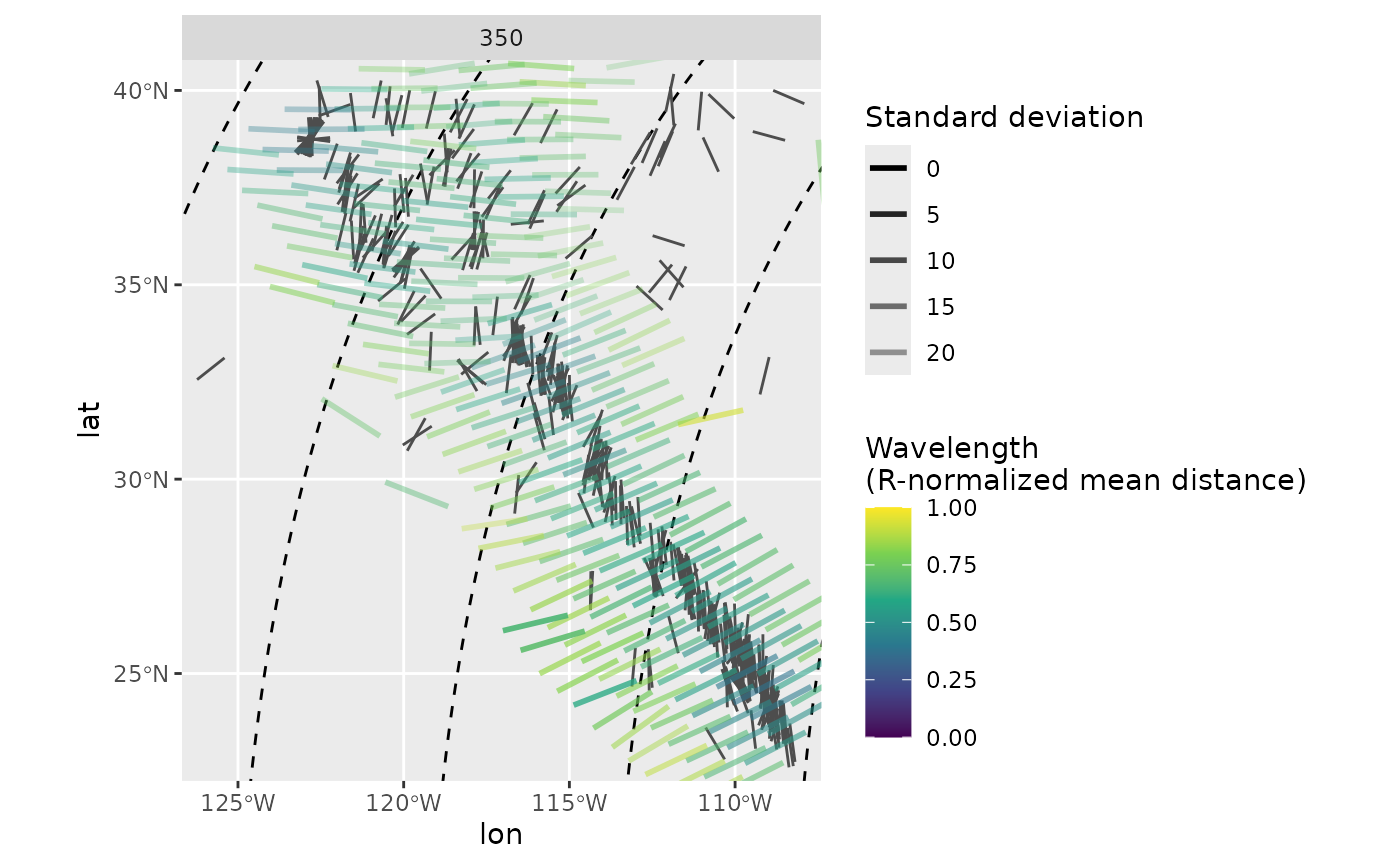 350
40°N
35°N
30°N
25°N
lat
125°W
120°W
115°W
110°W
lon
Standard deviation
0
5
10
15
20
Wavelength
(R-normalized mean distance)
1.00
0.75
0.50
0.25
0.00